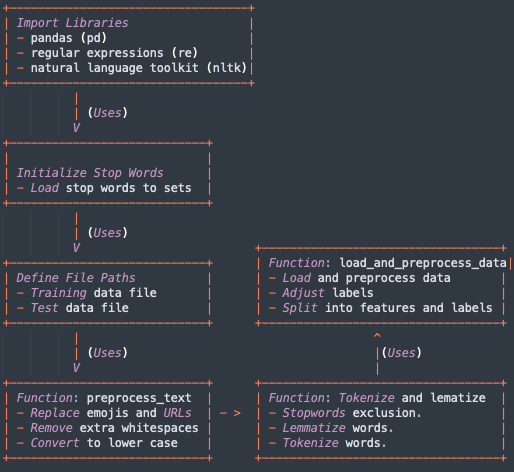 Import Libraries
- pandas (pd)
- regular expressions (re)
- natural language toolkit (nltk)
(Uses)
V
Initialize Stop Words
- Load stop words to sets
(Uses)
V
Define File Paths
- Training data file
- Test data file
(Uses)
V
Function: preprocess_text
- Replace emojis and URLs
- Remove extra whitespaces
- Convert to lower case
- >
Function: Tokenize and lematize
- Stopwords exclusion.
- Lemmatize words.
- Tokenize words.
^
(Uses)
Function: load_and_preprocess_data
- Load and preprocess data
- Adjust labels
- Split into features and labels